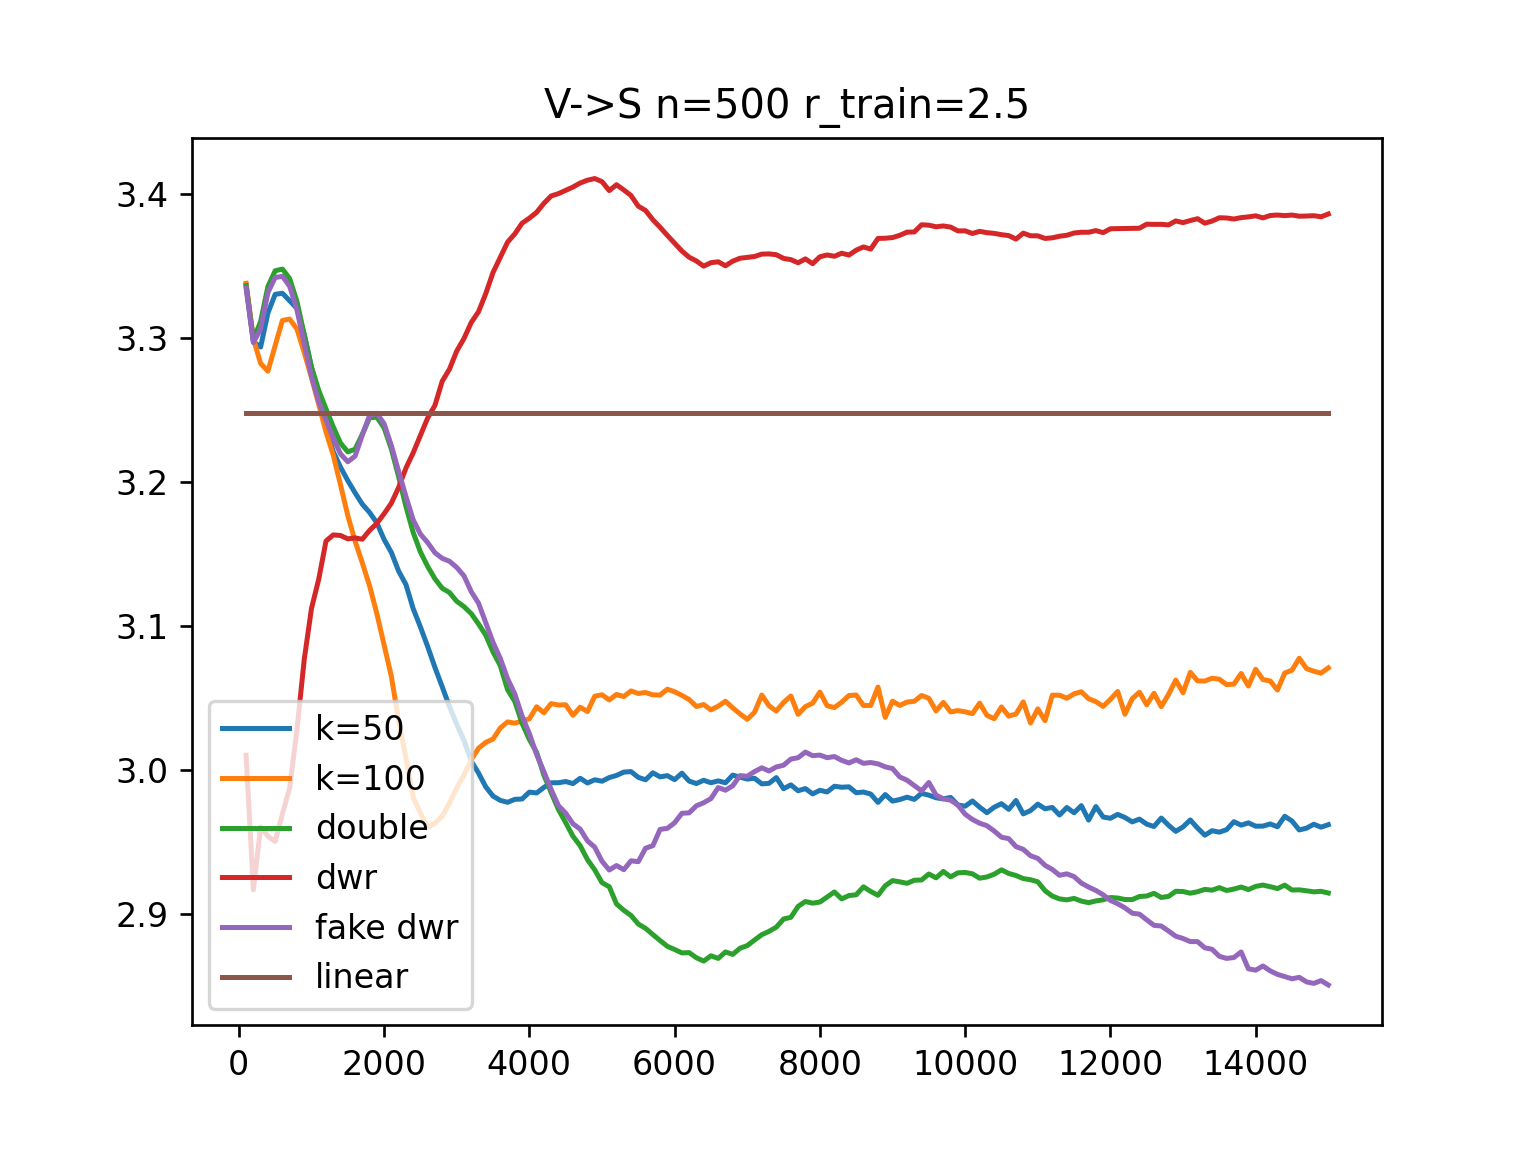 V->S n=500 r_train=2.5
3.4
3.3
3.2
3.1
3.0
2.9
k=50
k=100
double
dwr
fake dwr
linear
0 2000 4000 6000 8000 10000 12000 14000